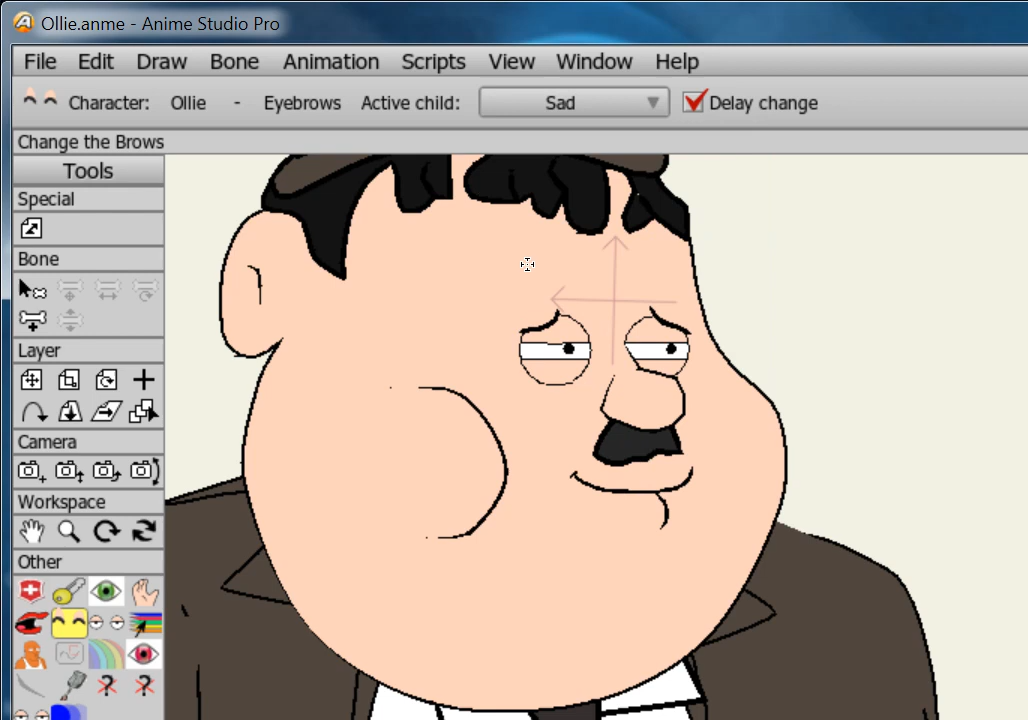 Ollie.anme - Anime Studio Pro
File Edit Draw Bone Animation Scripts View Window Help
Character: Ollie - Eyebrows Active child: Sad Delay change
Change the Brows
Tools
Special
Bone
Layer
Camera
Workspace
Other
? ?